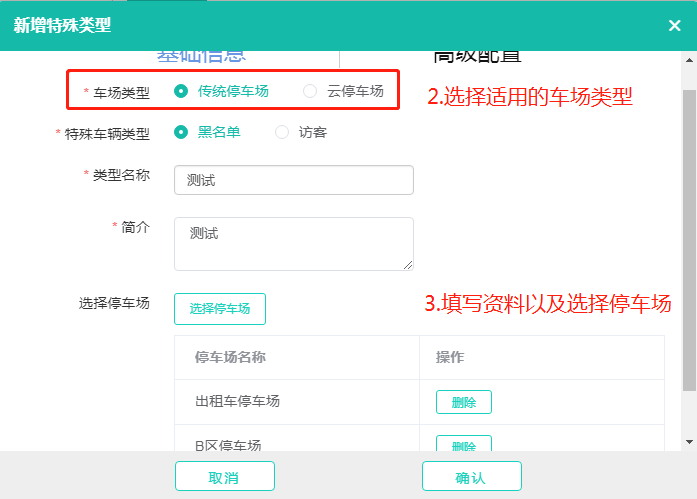 新增特殊类型
基础信息 高级配置
* 车场类型 传统停车场 云停车场
2.选择适用的车场类型
* 特殊车辆类型 黑名单 访客
* 类型名称 测试
* 简介 测试
选择停车场 选择停车场
3.填写资料以及选择停车场
停车场名称 操作
出租车停车场 删除
B区停车场 删除
取消 确认